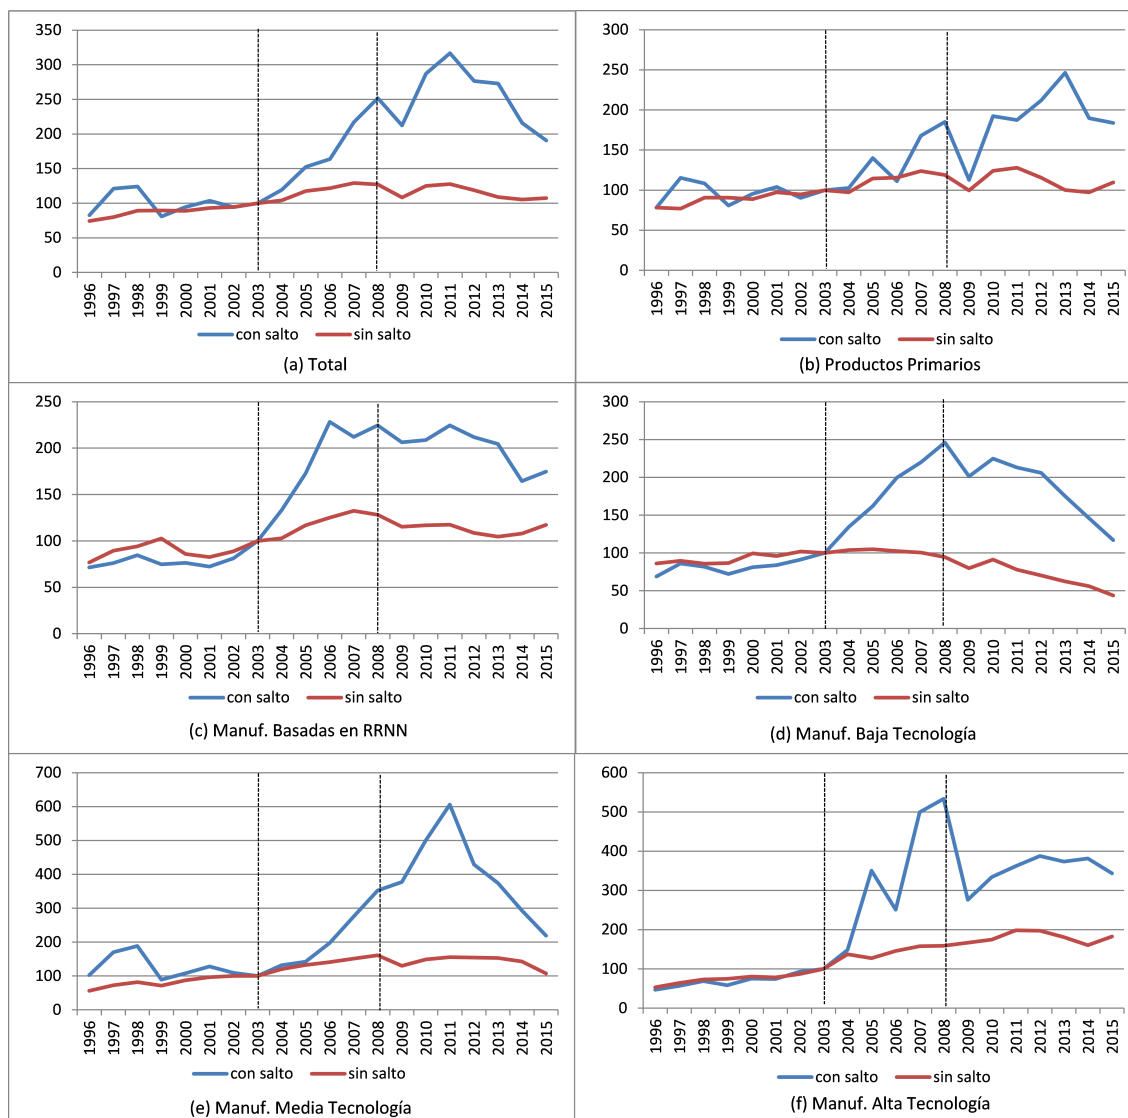 350
300
250
200
150
100
50
0
1996 1997 1998 1999 2000 2001 2002 2003 2004 2005 2006 2007 2008 2009 2010 2011 2012 2013 2014 2015
con salto sin salto
(a) Total
300
250
200
150
100
50
0
1996 1997 1998 1999 2000 2001 2002 2003 2004 2005 2006 2007 2008 2009 2010 2011 2012 2013 2014 2015
con salto sin salto
(b) Productos Primarios
250
200
150
100
50
0
1996 1997 1998 1999 2000 2001 2002 2003 2004 2005 2006 2007 2008 2009 2010 2011 2012 2013 2014 2015
con salto sin salto
(c) Manuf. Basadas en RRNN
300
250
200
150
100
50
0
1996 1997 1998 1999 2000 2001 2002 2003 2004 2005 2006 2007 2008 2009 2010 2011 2012 2013 2014 2015
con salto sin salto
(d) Manuf. Baja Tecnología
700
600
500
400
300
200
100
0
1996 1997 1998 1999 2000 2001 2002 2003 2004 2005 2006 2007 2008 2009 2010 2011 2012 2013 2014 2015
con salto sin salto
(e) Manuf. Media Tecnología
600
500
400
300
200
100
0
1996 1997 1998 1999 2000 2001 2002 2003 2004 2005 2006 2007 2008 2009 2010 2011 2012 2013 2014 2015
con salto sin salto
(f) Manuf. Alta Tecnología